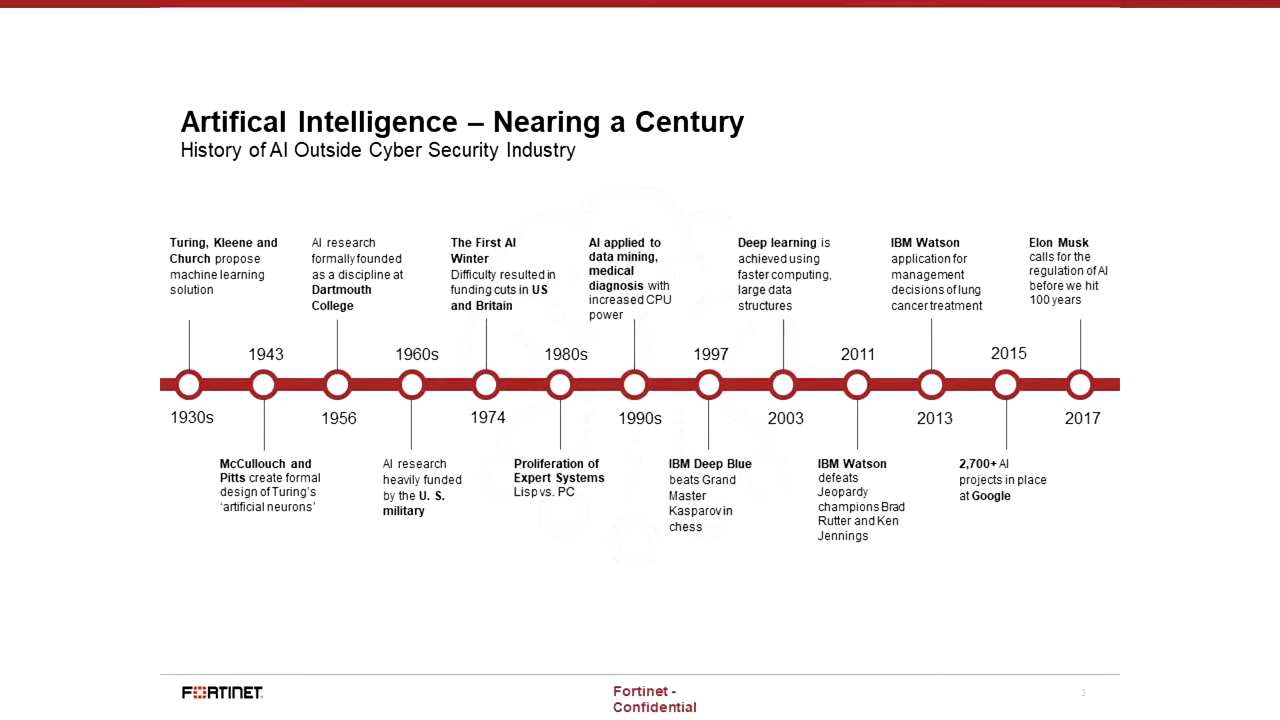 Artifical Intelligence – Nearing a Century
History of AI Outside Cyber Security Industry
Turing, Kleene and
Church propose
machine learning
solution
AI research
formally founded
as a discipline at
Dartmouth
College
The First AI
Winter
Difficulty resulted in
funding cuts in US
and Britain
AI applied to
data mining,
medical
diagnosis with
increased CPU
power
Deep learning is
achieved using
faster computing,
large data
structures
IBM Watson
application for
management
decisions of lung
cancer treatment
Elon Musk
calls for the
regulation of AI
before we hit
100 years
1943
1960s
1980s
1997
2011
2015
1930s
1956
1974
1990s
2003
2013
2017
McCullouch and
Pitts create formal
design of Turing's
'artificial neurons'
AI research
heavily funded
by the U. S.
military
Proliferation of
Expert Systems
Lisp vs. PC
IBM Deep Blue
beats Grand
Master
Kasparov in
chess
IBM Watson
defeats
Jeopardy
champions Brad
Rutter and Ken
Jennings
2,700+ AI
projects in place
at Google
FORTINET
Fortinet -
Confidential
3